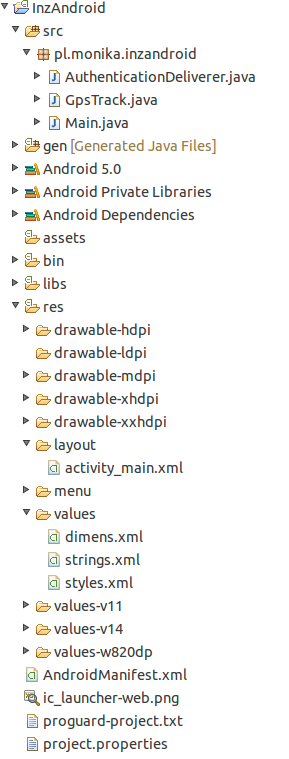 InzAndroid
src
pl.monika.inzandroid
AuthenticationDeliverer.java
GpsTrack.java
Main.java
gen [Generated Java Files]
Android 5.0
Android Private Libraries
Android Dependencies
assets
bin
libs
res
drawable-hdpi
drawable-ldpi
drawable-mdpi
drawable-xhdpi
drawable-xxhdpi
layout
activity_main.xml
menu
values
dimens.xml
strings.xml
styles.xml
values-v11
values-v14
values-w820dp
AndroidManifest.xml
ic_launcher-web.png
proguard-project.txt
project.properties